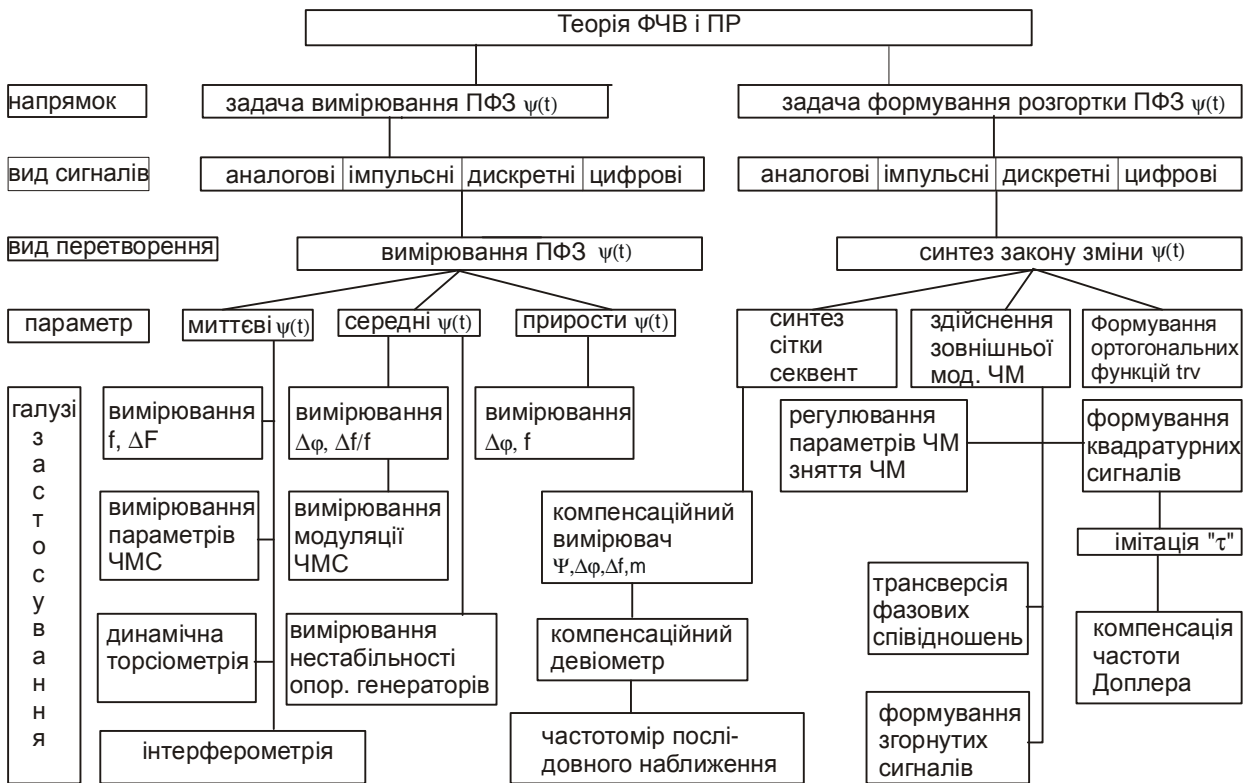 Теорія ФЧВ і ПР
напрямок
задача вимірювання ПФЗ ψ(t)
задача формування розгортки ПФЗ ψ(t)
вид сигналів
аналогові імпульсні дискретні цифрові
аналогові імпульсні дискретні цифрові
вид перетворення
вимірювання ПФЗ ψ(t)
синтез закону зміни ψ(t)
параметр
миттєві ψ(t)
середні ψ(t)
прирости ψ(t)
синтез
сітки
секвент
здійснення
зовнішньої
мод. ЧМ
Формування
ортогональних
функцій trv
галузі
з
а
с
т
о
с
у
в
а
н
н
я
вимірювання
f, ΔF
вимірювання
Δφ, Δf/f
вимірювання
Δφ, f
регулювання
параметрів ЧМ
зняття ЧМ
формування
квадратурних
сигналів
вимірювання
параметрів
ЧМС
вимірювання
модуляції
ЧМС
компенсаційний
вимірювач
Ψ,Δφ,Δf,m
імітація "τ"
трансверсія
фазових
співідношень
динамічна
торсіометрія
вимірювання
нестабільності
опор. генераторів
компенсаційний
девіометр
компенсація
частоти
Доплера
інтерферометрія
частотомір послі-
довного наближення
формування
згорнутих
сигналів